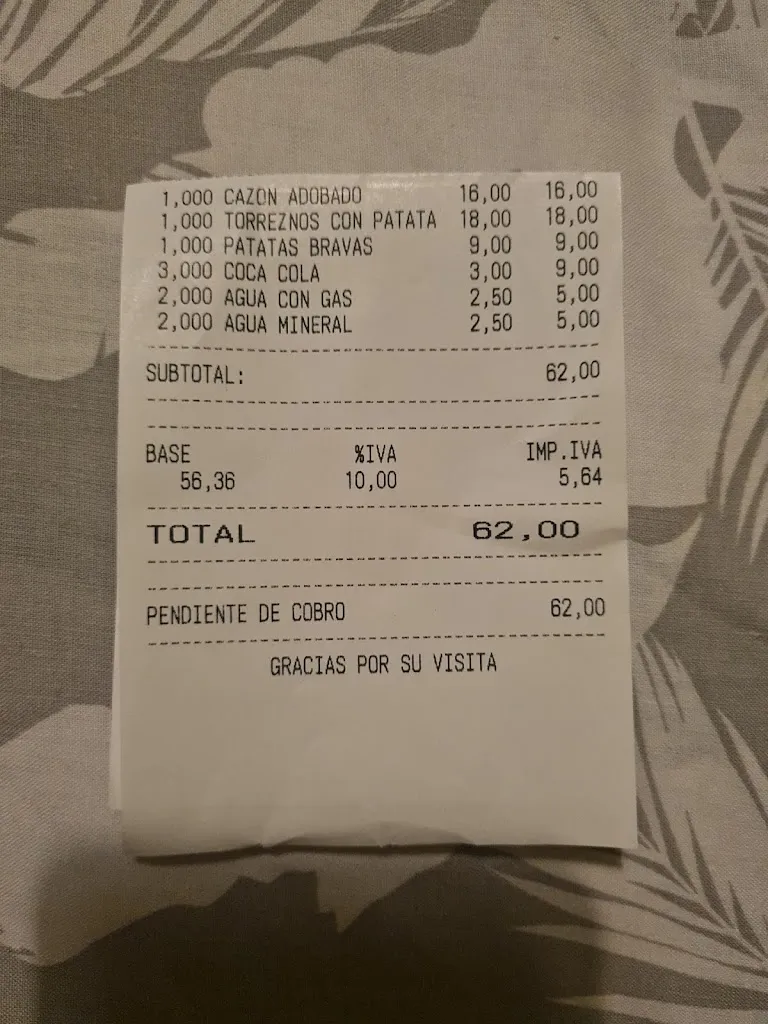 1,000 CAZON ADOBADO 16,00 16,00
1,000 TORREZNOS CON PATATA 18,00 18,00
1,000 PATATAS BRAVAS 9,00 9,00
3,000 COCA COLA 3,00 9,00
2,000 AGUA CON GAS 2,50 5,00
2,000 AGUA MINERAL 2,50 5,00
SUBTOTAL: 62,00
BASE %IVA IMP.IVA
56,36 10,00 5,64
TOTAL 62,00
PENDIENTE DE COBRO 62,00
GRACIAS POR SU VISITA